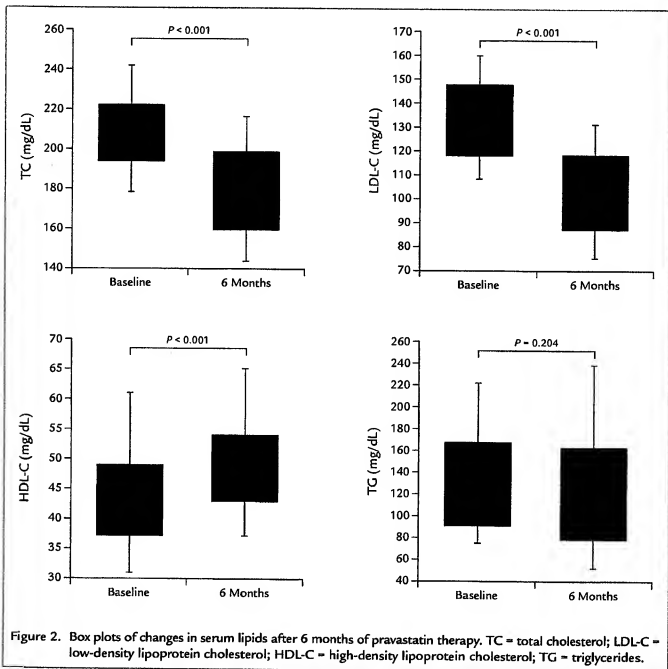 P < 0.001
260
240
220
200
180
160
140
TC (mg/dL)
Baseline
6 Months
P < 0.001
170
160
150
140
130
120
110
100
90
80
70
LDL-C (mg/dL)
Baseline
6 Months
P < 0.001
70
65
60
55
50
45
40
35
30
HDL-C (mg/dL)
Baseline
6 Months
P = 0.204
260
240
220
200
180
160
130
120
100
80
60
40
TG (mg/dL)
Baseline
6 Months
Figure 2. Box plots of changes in serum lipids after 6 months of pravastatin therapy. TC = total cholesterol; LDL-C =
low-density lipoprotein cholesterol; HDL-C = high-density lipoprotein cholesterol; TG = triglycerides.